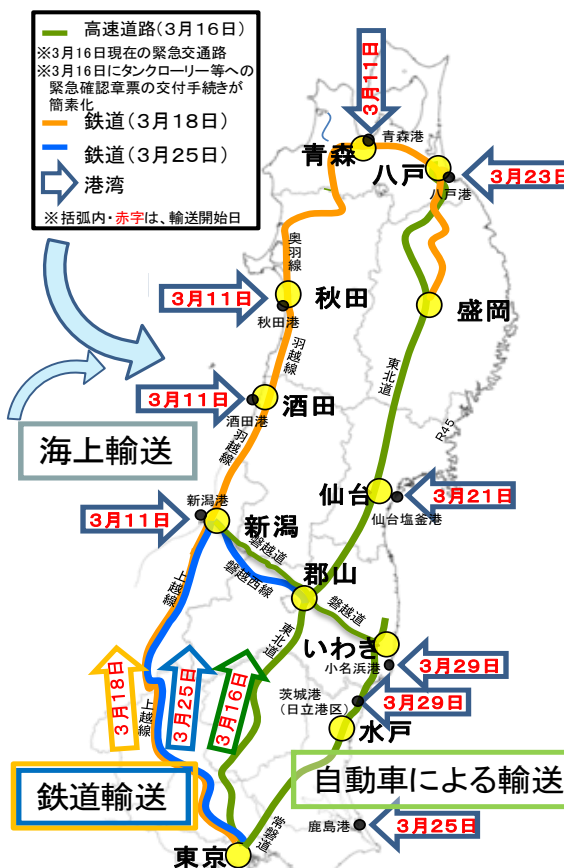 高速道路(3月16日)
※3月16日現在の緊急交通路
※3月16日にタンクローリー等への
緊急確認章票の交付手続きが
簡素化
鉄道(3月18日)
鉄道(3月25日)
港湾
※括弧内・赤字は、輸送開始日
3月11日
青森港
青森
八戸
八戸港
3月23日
奥羽線
3月11日
秋田
秋田港
盛岡
羽越線
東北道
3月11日
酒田
酒田港
R45
海上輸送
羽越線
仙台
3月21日
仙台塩釜港
新潟港
3月11日
新潟
磐越道
磐越西線
郡山
磐越道
上越線
東北道
いわき
小名浜港
3月29日
3月18日
3月25日
3月16日
茨城港
(日立港区)
3月29日
上越線
水戸
鉄道輸送
自動車による輸送
鹿島港
3月25日
常磐道
東京